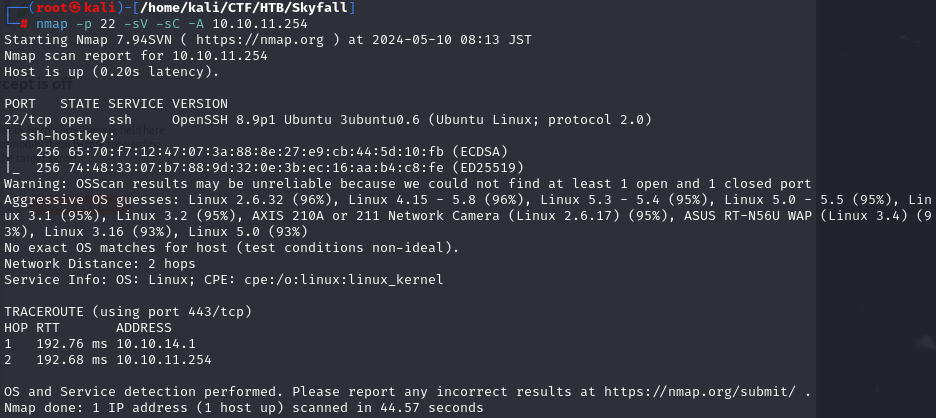 ┌──(root㉿kali)-[/home/kali/CTF/HTB/Skyfall]
└─# nmap -p 22 -sV -sC -A 10.10.11.254
Starting Nmap 7.94SVN ( https://nmap.org ) at 2024-05-10 08:13 JST
Nmap scan report for 10.10.11.254
Host is up (0.20s latency).
cept is off
PORT   STATE SERVICE VERSION
22/tcp open  ssh     OpenSSH 8.9p1 Ubuntu 3ubuntu0.6 (Ubuntu Linux; protocol 2.0)
| ssh-hostkey:
|   256 65:70:f7:12:47:07:3a:88:8e:27:e9:cb:44:5d:10:fb (ECDSA)
|_  256 74:48:33:07:b7:88:9d:32:0e:3b:ec:16:aa:b4:c8:fe (ED25519)
Warning: OSScan results may be unreliable because we could not find at least 1 open and 1 closed port
Aggressive OS guesses: Linux 2.6.32 (96%), Linux 4.15 - 5.8 (96%), Linux 5.3 - 5.4 (95%), Linux 5.0 - 5.5 (95%), Lin
ux 3.1 (95%), Linux 3.2 (95%), AXIS 210A or 211 Network Camera (Linux 2.6.17) (95%), ASUS RT-N56U WAP (Linux 3.4) (9
3%), Linux 3.16 (93%), Linux 5.0 (93%)
No exact OS matches for host (test conditions non-ideal).
Network Distance: 2 hops
Service Info: OS: Linux; CPE: cpe:/o:linux:linux_kernel
TRACEROUTE (using port 443/tcp)
HOP RTT       ADDRESS
1   192.76 ms 10.10.14.1
2   192.68 ms 10.10.11.254
OS and Service detection performed. Please report any incorrect results at https://nmap.org/submit/ .
Nmap done: 1 IP address (1 host up) scanned in 44.57 seconds